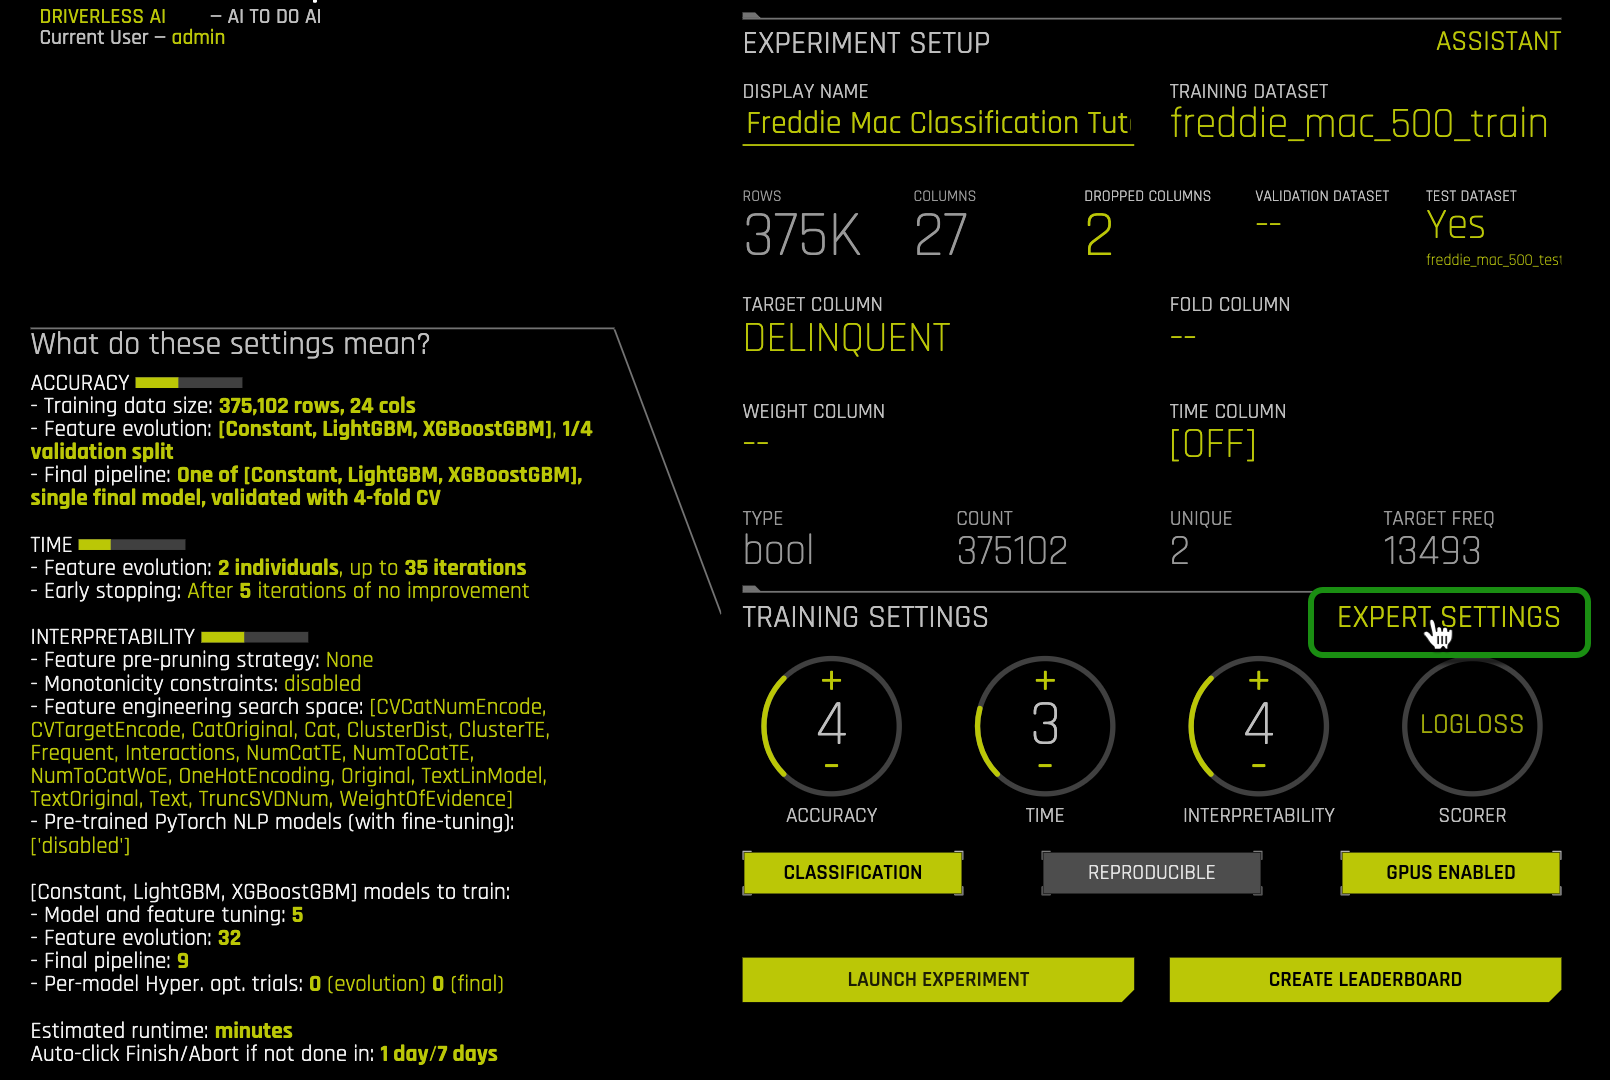 DRIVERLESS AI — AI TO DO AI
Current User — admin
EXPERIMENT SETUP
ASSISTANT
DISPLAY NAME
Freddie Mac Classification Tut
TRAINING DATASET
freddie_mac_500_train
ROWS
375K
COLUMNS
27
DROPPED COLUMNS
2
VALIDATION DATASET
--
TEST DATASET
Yes
freddie_mac_500_test
TARGET COLUMN
DELINQUENT
FOLD COLUMN
--
WEIGHT COLUMN
--
TIME COLUMN
[OFF]
TYPE
bool
COUNT
375102
UNIQUE
2
TARGET FREQ
13493
What do these settings mean?
ACCURACY
- Training data size: 375,102 rows, 24 cols
- Feature evolution: [Constant, LightGBM, XGBoostGBM], 1/4
validation split
- Final pipeline: One of [Constant, LightGBM, XGBoostGBM],
single final model, validated with 4-fold CV
TIME
- Feature evolution: 2 individuals, up to 35 iterations
- Early stopping: After 5 iterations of no improvement
INTERPRETABILITY
- Feature pre-pruning strategy: None
- Monotonicity constraints: disabled
- Feature engineering search space: [CVCatNumEncode,
CVTargetEncode, CatOriginal, Cat, ClusterDist, ClusterTE,
Frequent, Interactions, NumCatTE, NumToCatTE,
NumToCatWoE, OneHotEncoding, Original, TextLinModel,
TextOriginal, Text, TruncSVDNum, WeightOfEvidence]
- Pre-trained PyTorch NLP models (with fine-tuning):
['disabled']
[Constant, LightGBM, XGBoostGBM] models to train:
- Model and feature tuning: 5
- Feature evolution: 32
- Final pipeline: 9
- Per-model Hyper. opt. trials: 0 (evolution) 0 (final)
Estimated runtime: minutes
Auto-click Finish/Abort if not done in: 1 day/7 days
TRAINING SETTINGS
EXPERT SETTINGS
+
4
-
ACCURACY
+
3
-
TIME
+
4
-
INTERPRETABILITY
LOGLOSS
SCORER
CLASSIFICATION
REPRODUCIBLE
GPUS ENABLED
LAUNCH EXPERIMENT
CREATE LEADERBOARD